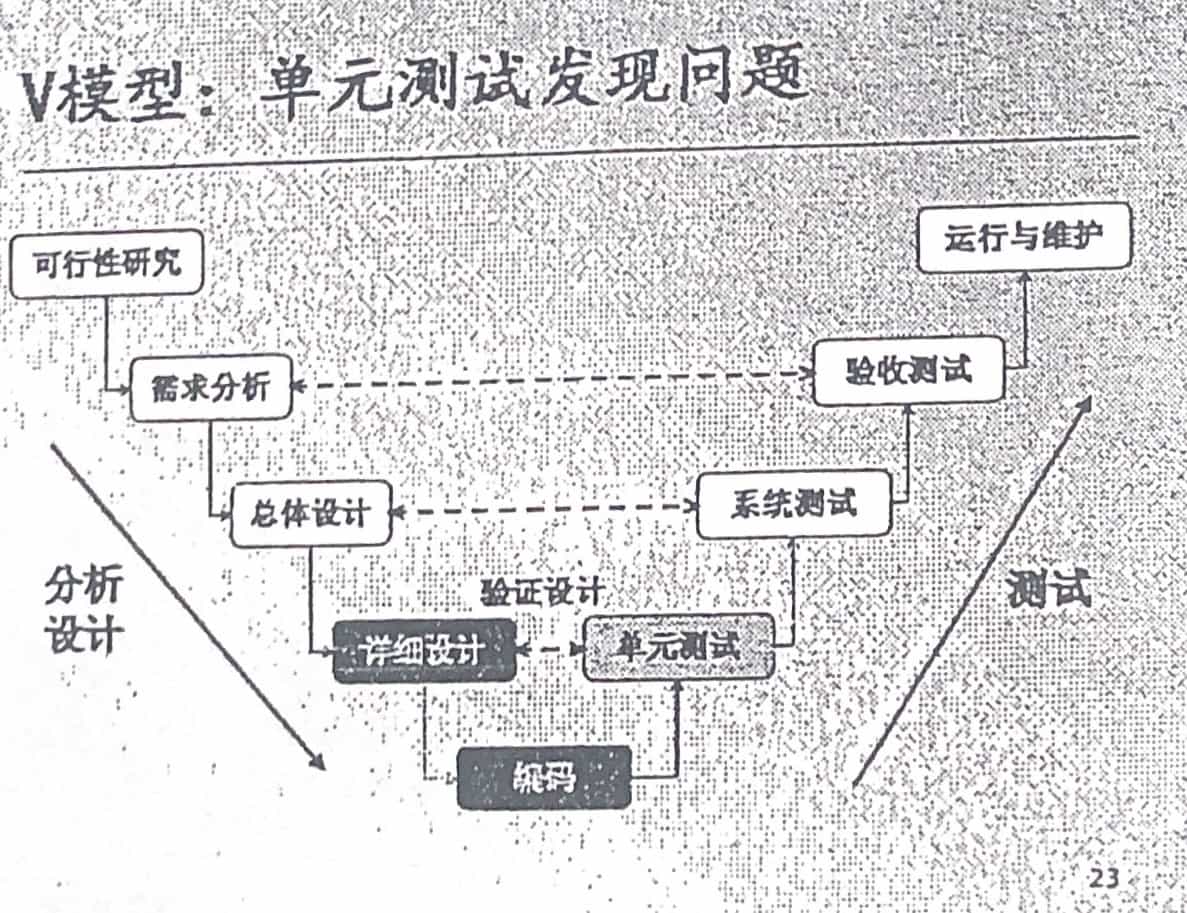 V模型：单元测试发现问题
可行性研究
运行与维护
需求分析
验收测试
总体设计
系统测试
分析
设计
验证设计
测试
详细设计
单元测试
编码
23